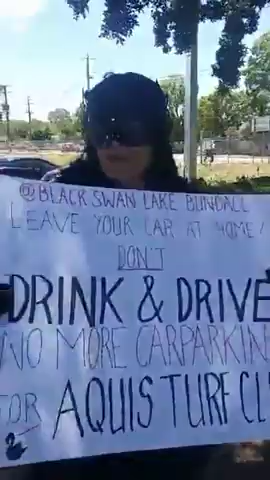 @BLACK SWAN LAKE BUNDALL
LEAVE YOUR CAR AT HOME!
DON'T
DRINK & DRIVE
NO MORE CARPARKIN
FOR AQUIS TURF CL